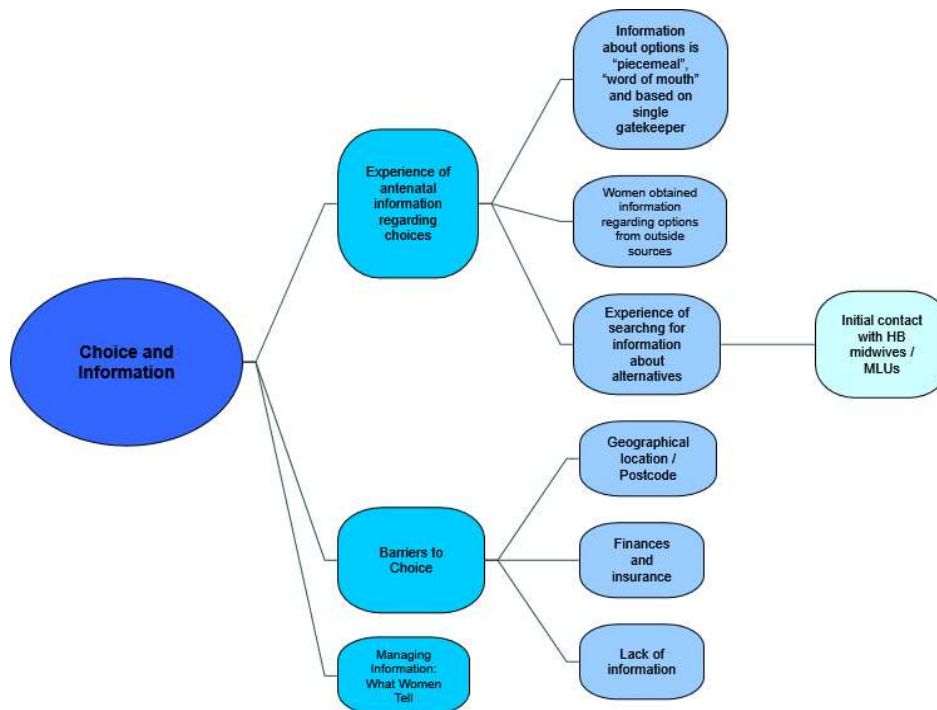 Choice and
Information
Experience of
antenatal
information
regarding
choices
Information
about options is
“piecemeal”,
“word of mouth”
and based on
single
gatekeeper
Women obtained
information
regarding options
from outside
sources
Experience of
searchng for
information
about
alternatives
Initial contact
with HB
midwives /
MLUs
Barriers to
Choice
Geographical
location /
Postcode
Finances
and
insurance
Lack of
information
Managing
Information:
What Women
Tell